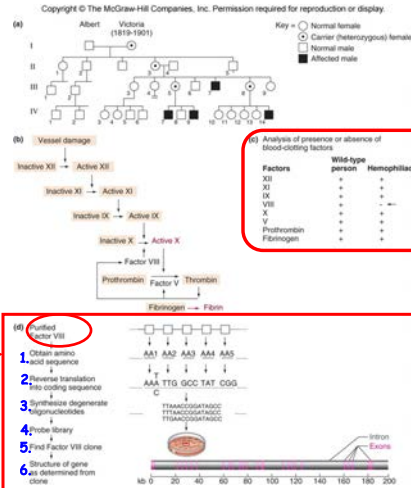 Copyright © The McGraw-Hill Companies, Inc. Permission required for reproduction or display.
(a)
Albert Victoria
(1819-1901)
Key =
Normal female
Carrier (heterozygous) female
Normal male
Affected male
I
II
III
IV
(b)
Vessel damage
Inactive XII → Active XII
Inactive XI → Active XI
Inactive IX → Active IX
Inactive X → Active X
Factor VIII
Prothrombin Factor V Thrombin
Fibrinogen → Fibrin
(c) Analysis of presence or absence of
blood-clotting factors
Factors Wild-type person Hemophiliac
XII + +
XI + +
IX + +
VIII + - ←
X + +
V + +
Prothrombin + +
Fibrinogen + +
(d) Purified
Factor VIII
1. Obtain amino
acid sequence
AA1 AA2 AA3 AA4 AA5
2. Reverse translation
into coding sequence
T
AAA TTG GCC TAT CGG
C
3. Synthesize degenerate
oligonucleotides
TTAAACCGGATAGCC
TTTAACCGGATAGCC
TTGAACCGGATAGCC
4. Probe library
5. Find Factor VIII clone
6. Structure of gene
as determined from
clone
Intron
Exons
kb 0 20 40 60 80 100 120 140 160 180 200